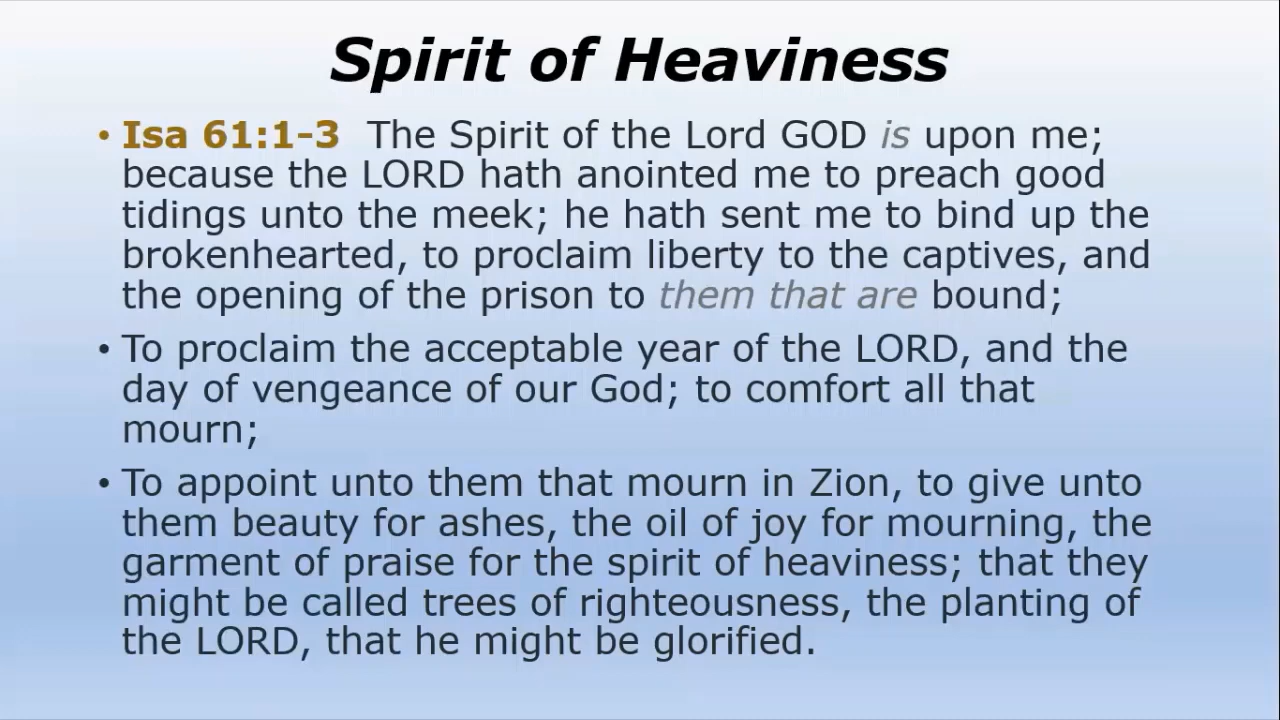 Spirit of Heaviness
• Isa 61:1-3 The Spirit of the Lord GOD is upon me;
because the LORD hath anointed me to preach good
tidings unto the meek; he hath sent me to bind up the
brokenhearted, to proclaim liberty to the captives, and
the opening of the prison to them that are bound;
• To proclaim the acceptable year of the LORD, and the
day of vengeance of our God; to comfort all that
mourn;
• To appoint unto them that mourn in Zion, to give unto
them beauty for ashes, the oil of joy for mourning, the
garment of praise for the spirit of heaviness; that they
might be called trees of righteousness, the planting of
the LORD, that he might be glorified.